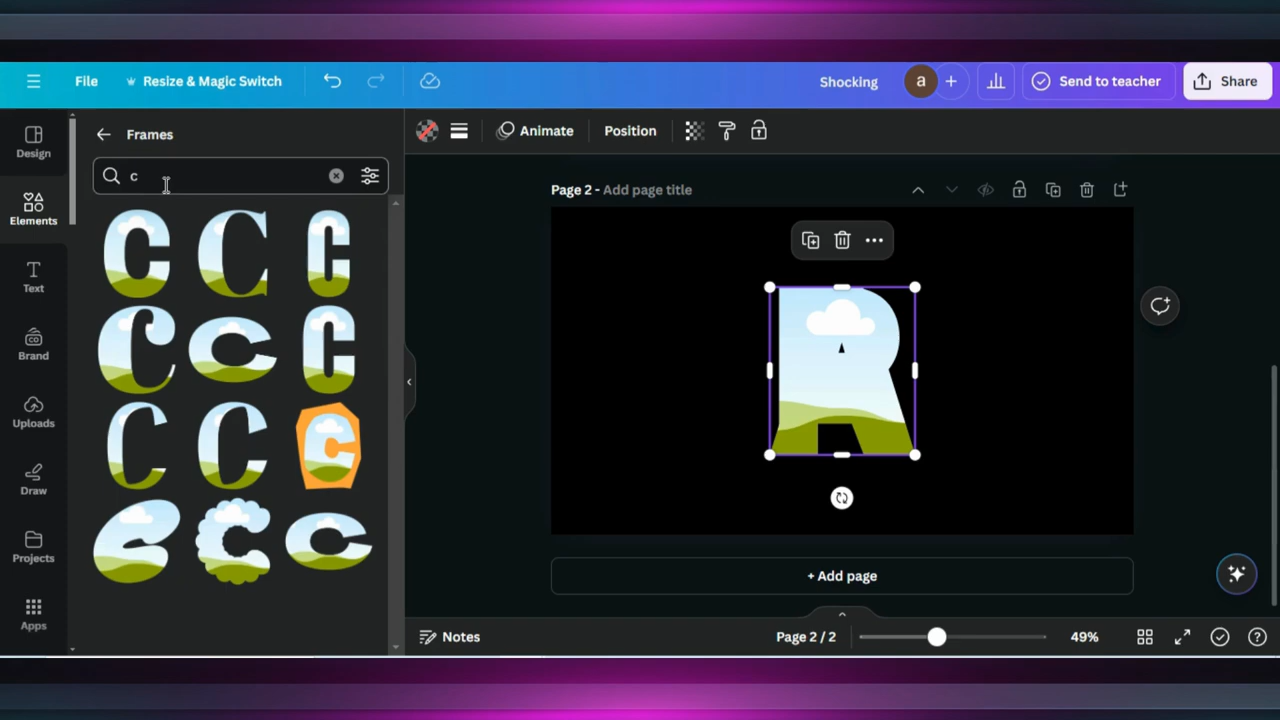 File
Resize & Magic Switch
Shocking
a
Send to teacher
Share
Design
Elements
Text
Brand
Uploads
Draw
Projects
Apps
Frames
c
Animate
Position
Page 2 - Add page title
+ Add page
Notes
Page 2 / 2
49%